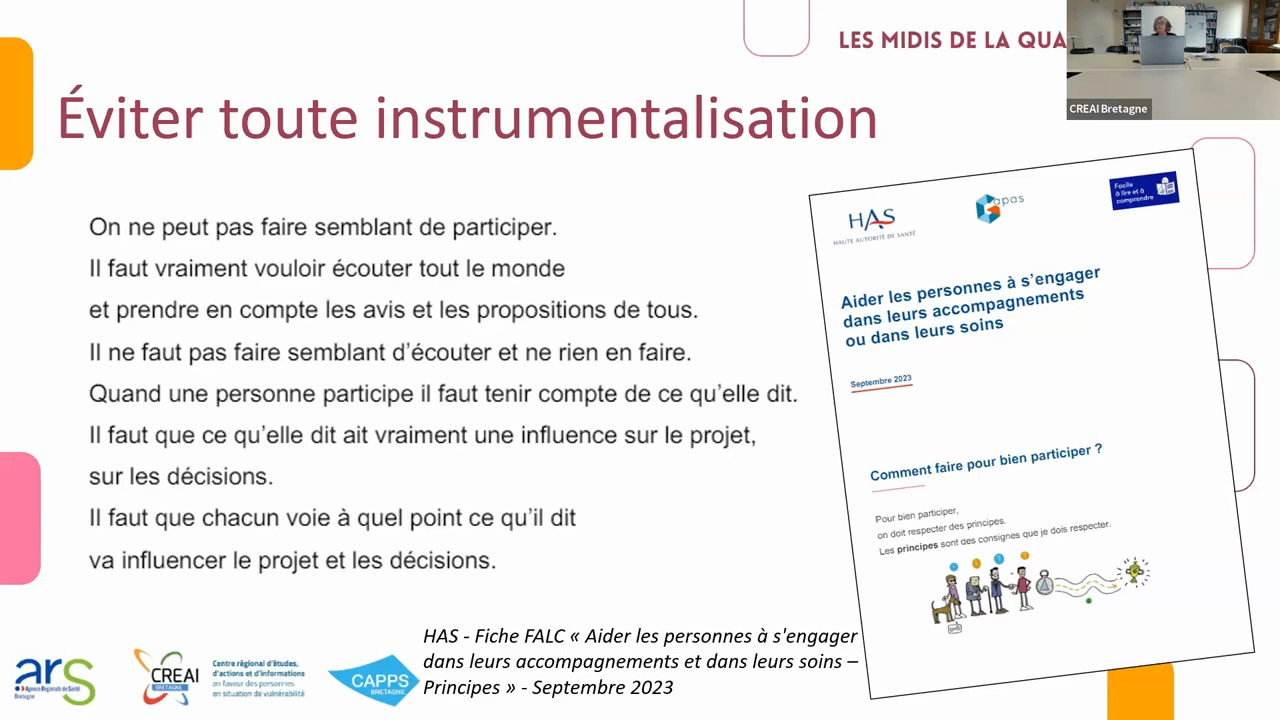 LES MIDIS DE LA QUA
CREAI Bretagne
Éviter toute instrumentalisation
On ne peut pas faire semblant de participer.
Il faut vraiment vouloir écouter tout le monde
et prendre en compte les avis et les propositions de tous.
Il ne faut pas faire semblant d'écouter et ne rien en faire.
Quand une personne participe il faut tenir compte de ce qu'elle dit.
Il faut que ce qu'elle dit ait vraiment une influence sur le projet,
sur les décisions.
Il faut que chacun voie à quel point ce qu'il dit
va influencer le projet et les décisions.
HAS
HAUTE AUTORITÉ DE SANTÉ
apas
Facile
à lire et à
comprendre
Aider les personnes à s'engager
dans leurs accompagnements
ou dans leurs soins
Septembre 2023
Comment faire pour bien participer ?
Pour bien participer,
on doit respecter des principes.
Les principes sont des consignes que je dois respecter.
HAS - Fiche FALC « Aider les personnes à s'engager
dans leurs accompagnements et dans leurs soins –
Principes » - Septembre 2023
ars
Agence Régionale de Santé
Bretagne
CREAI
BRETAGNE
Centre régional d'études,
d'actions et d'informations
en faveur des personnes
en situation de vulnérabilité
CAPPS
BRETAGNE